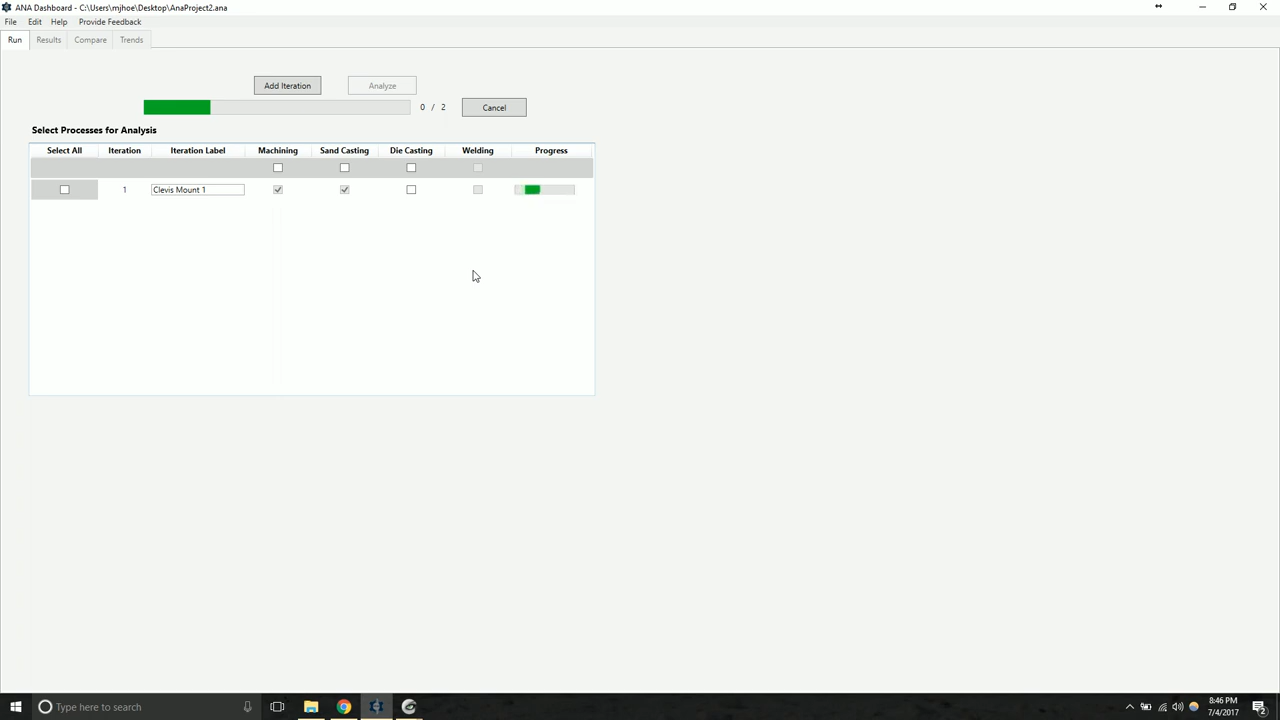 ANA Dashboard - C:\Users\mjhoe\Desktop\AnaProject2.ana
File Edit Help Provide Feedback
Run Results Compare Trends
Add Iteration Analyze
0 / 2 Cancel
Select Processes for Analysis
Select All Iteration Iteration Label Machining Sand Casting Die Casting Welding Progress
1 Clevis Mount 1
Type here to search
8:46 PM
7/4/2017
2